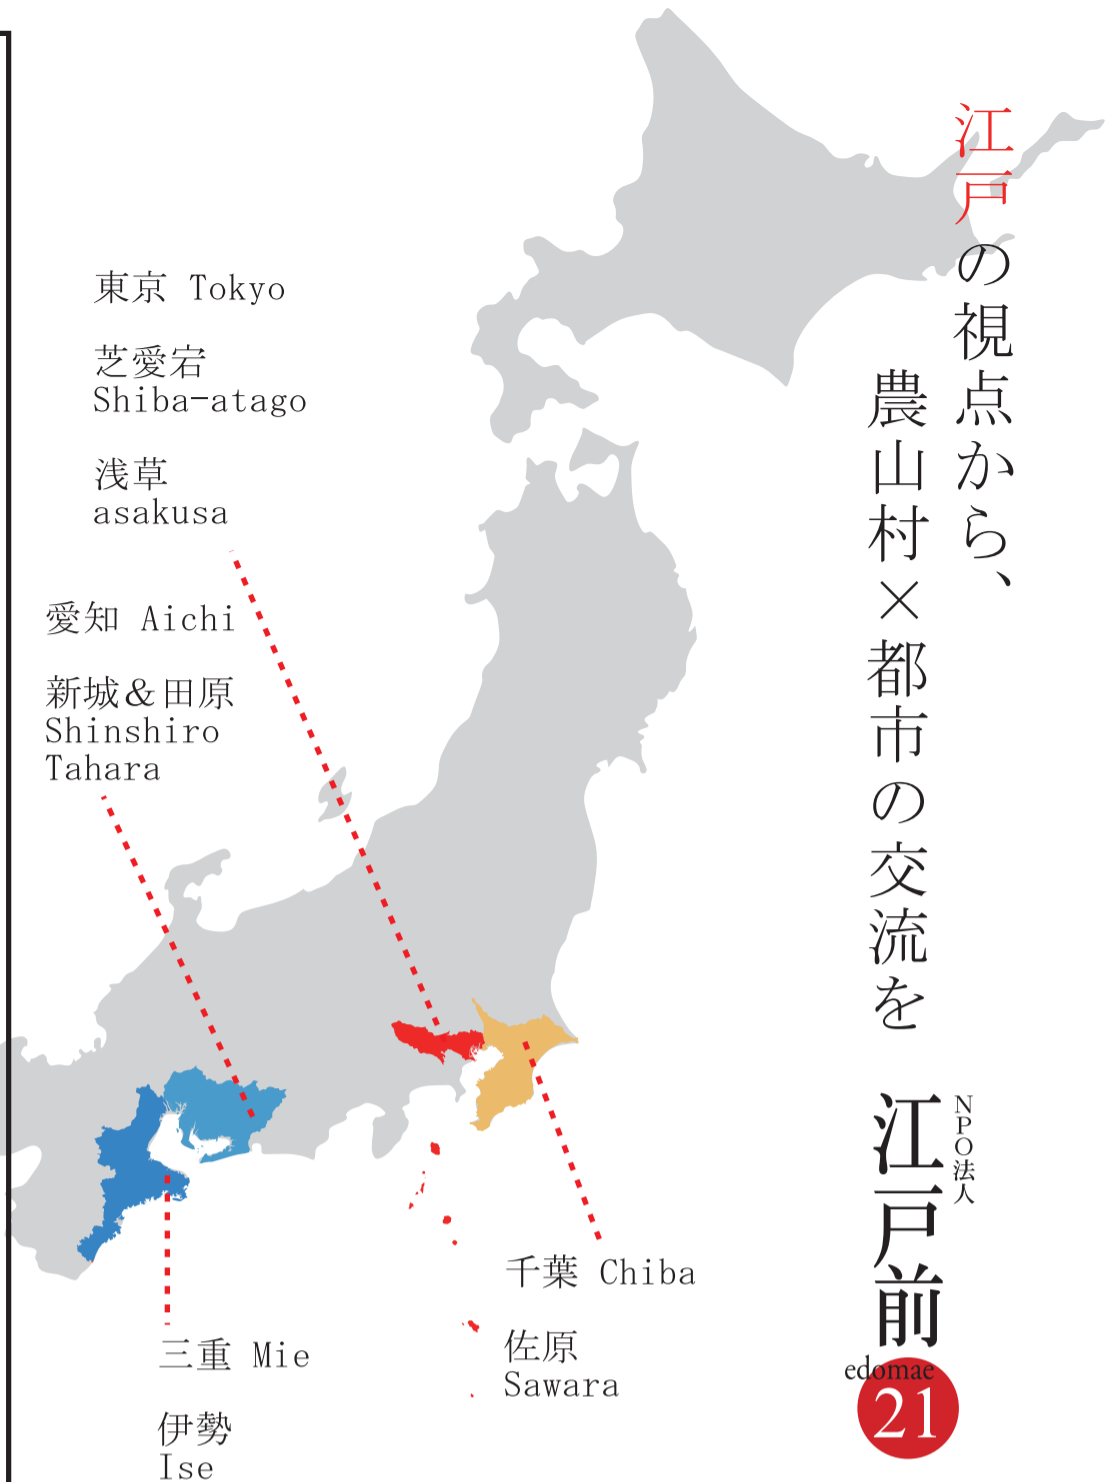 江戸の視点から、
農山村×都市の交流を
NPO法人
江戸前
edomae
21
東京 Tokyo
芝愛宕
Shiba-atago
浅草
asakusa
愛知 Aichi
新城＆田原
Shinshiro
Tahara
千葉 Chiba
佐原
Sawara
三重 Mie
伊勢
Ise